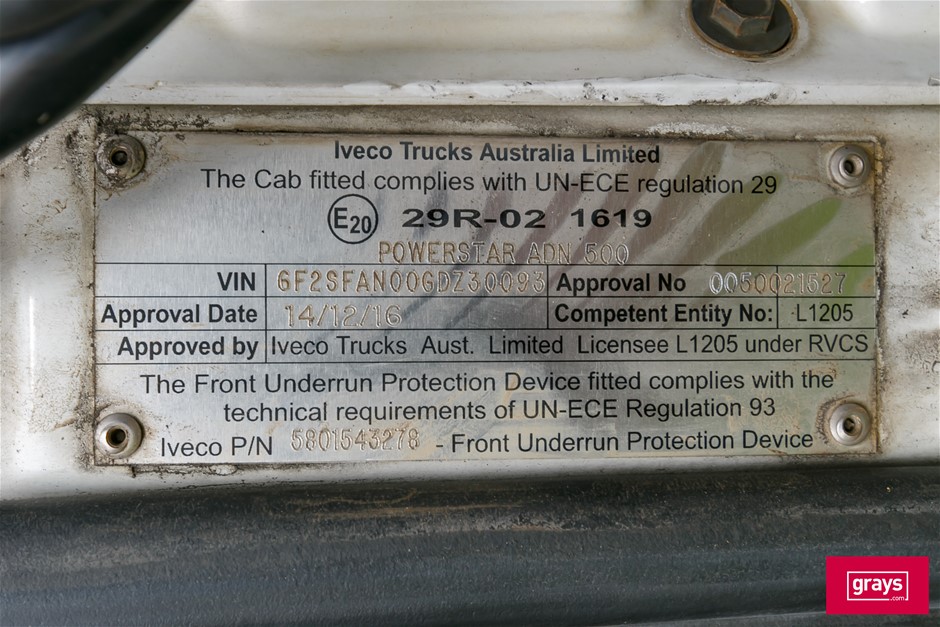 Iveco Trucks Australia Limited
The Cab fitted complies with UN-ECE regulation 29
E20 29R-02 1619
POWERSTAR ADN 500
VIN 6F2SFAN00GDZ30093 Approval No 0050021527
Approval Date 14/12/16 Competent Entity No: L1205
Approved by Iveco Trucks Aust. Limited Licensee L1205 under RVCS
The Front Underrun Protection Device fitted complies with the
technical requirements of UN-ECE Regulation 93
Iveco P/N 5801543278 - Front Underrun Protection Device
grays
.com